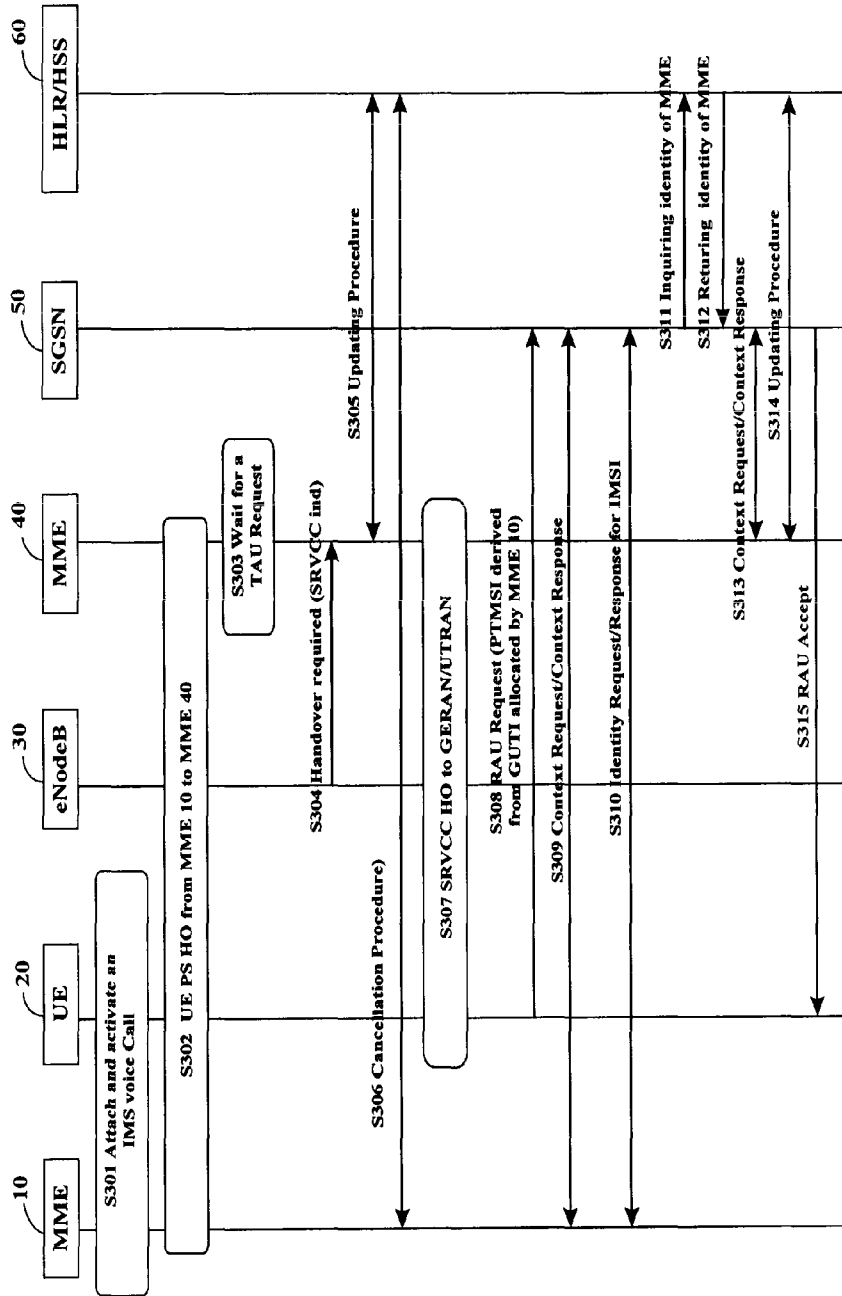 10
20
30
40
50
60
MME
UE
eNodeB
MME
SGSN
HLR/HSS
S301 Attach and activate an
IMS voice Call
S302 UE PS HO from MME 10 to MME 40
S303 Wait for a
TAU Request
S304 Handover required (SRVCC ind)
S305 Updating Procedure
S306 Cancellation Procedure)
S307 SRVCC HO to GERAN/UTRAN
S308 RAU Request (PTMSI derived
from GUTI allocated by MME 10)
S309 Context Request/Context Response
S310 Identity Request/Response for IMSI
S311 Inquiring identity of MME
S312 Returing identity of MME
S313 Context Request/Context Response
S314 Updating Procedure
S315 RAU Accept